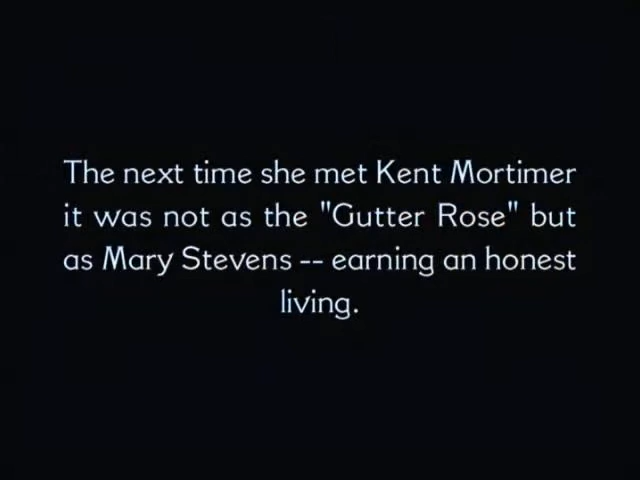 The next time she met Kent Mortimer
it was not as the "Gutter Rose" but
as Mary Stevens -- earning an honest
living.